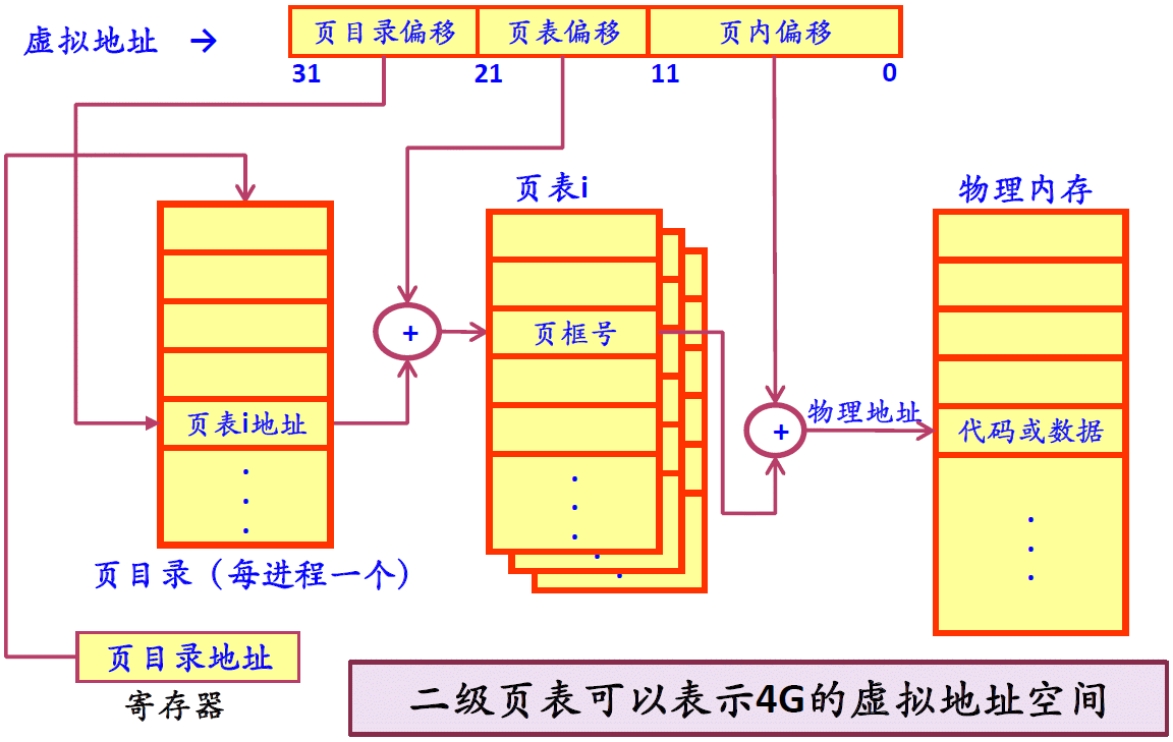 虚拟地址 → 页目录偏移 页表偏移 页内偏移
31 21 11 0
页表i
物理内存
+
页框号
页表i地址
+
物理地址
代码或数据
页目录（每进程一个）
页目录地址
寄存器
二级页表可以表示4G的虚拟地址空间